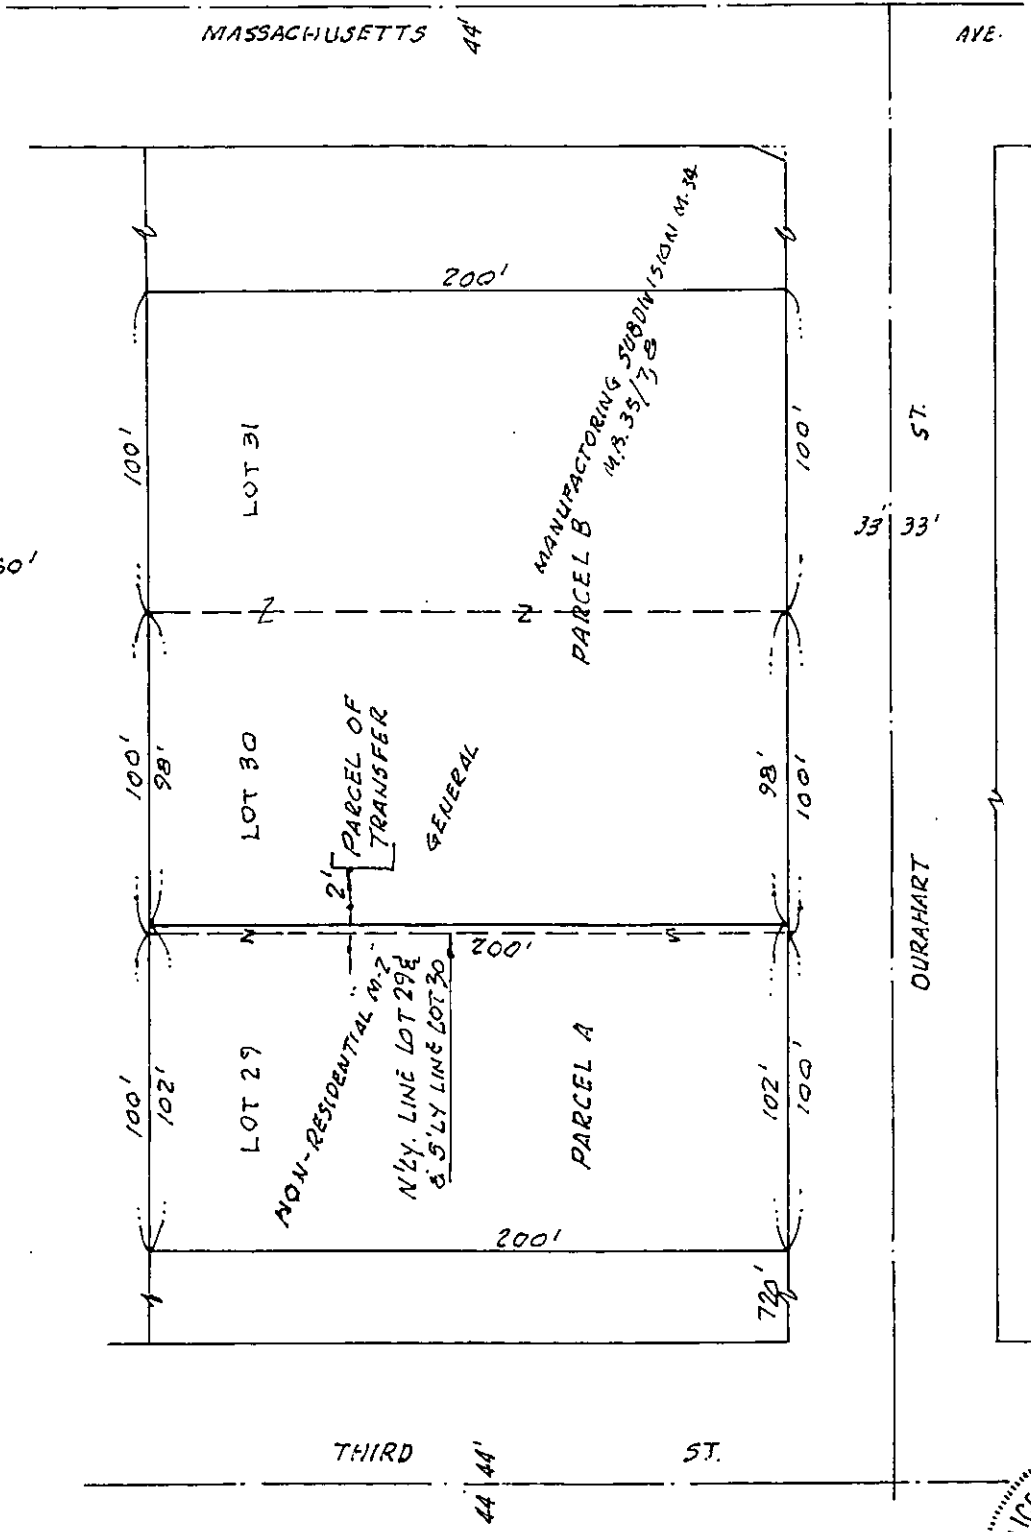 MASSACHUSETTS 44' AVE.
200'
MANUFACTORING SUBDIVISION M-34
M.B. 35/7, 8
100'
LOT 31
PARCEL B
100'
ST.
33' 33'
100'
98'
LOT 30
2'
PARCEL OF
TRANSFER
GENERAL
98'
100'
200'
OURAHART
100'
102'
LOT 29
NON-RESIDENTIAL M-2
N'LY. LINE LOT 29 &
& S'LY LINE LOT 30
PARCEL A
102'
100'
200'
720'
THIRD 44' 44' ST.